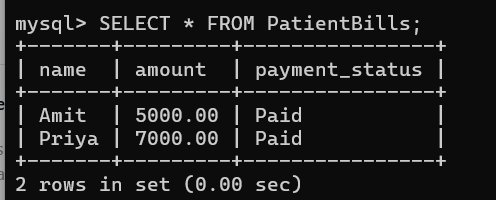 mysql> SELECT * FROM PatientBills;
+-------+---------+----------------+
| name  | amount  | payment_status |
+-------+---------+----------------+
| Amit  | 5000.00 | Paid           |
| Priya | 7000.00 | Paid           |
+-------+---------+----------------+
2 rows in set (0.00 sec)